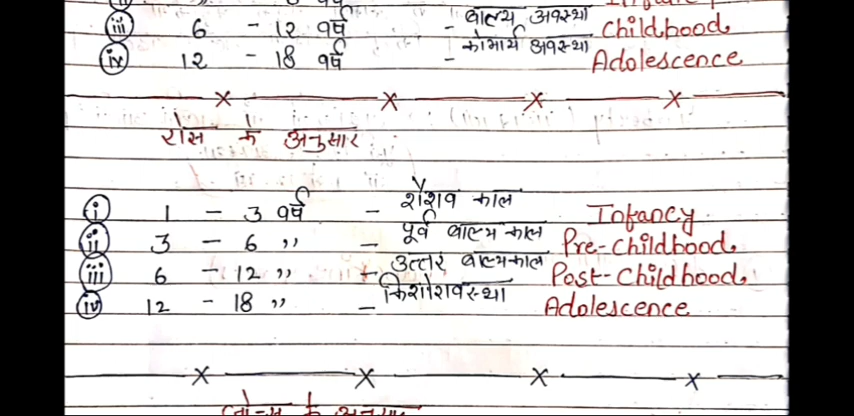 (iii) 6 - 12 वर्ष - बाल्य अवस्था Childhood
(iv) 12 - 18 वर्ष - कौमार्य अवस्था Adolescence
रॉस के अनुसार
(i) 1 - 3 वर्ष - शैशव काल Infancy
(ii) 3 - 6 ,, - पूर्व बाल्य काल Pre-Childhood
(iii) 6 - 12 ,, - उत्तर बाल्यकाल Post-Childhood
(iv) 12 - 18 ,, - किशोरावस्था Adolescence
के अनुसार